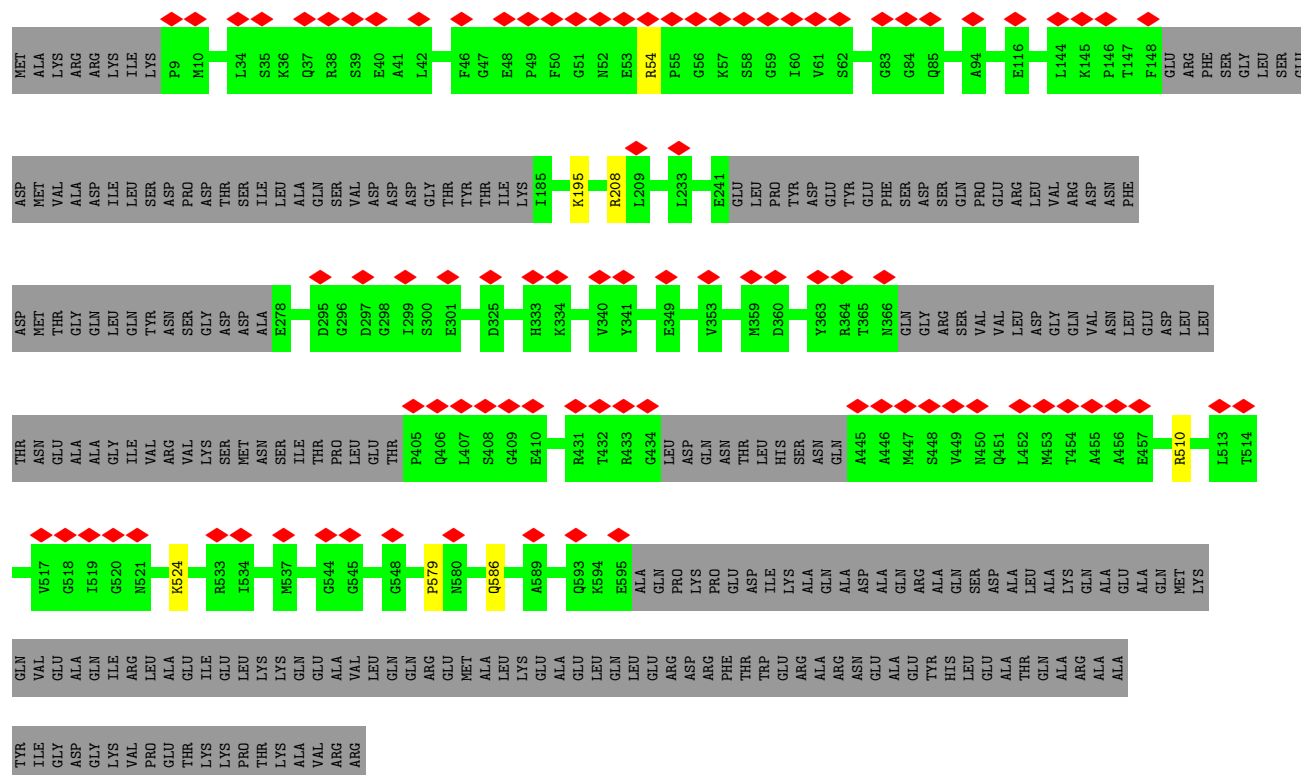 MET ALA LYS ARG ARG LYS ILE LYS P9 M10 L34 S35 K36 Q37 R38 S39 E40 A41 L42 F46 G47 E48 P49 F50 G51 N52 E53 R54 P55 G56 K57 S58 G59 I60 V61 S62 G83 G84 Q85 A94 E116 L144 K145 P146 T147 F148 GLU ARG PHE SER GLY LEU SER GLU
ASP MET VAL ALA ASP ILE LEU SER ASP PRO ASP THR SER ILE LEU ALA GLN SER VAL ASP ASP ASP GLY THR TYR THR ILE LYS I185 K195 R208 L209 L233 E241 GLU LEU PRO TYR ASP GLU TYR GLU PHE SER ASP SER GLN PRO GLU ARG LEU VAL ARG ASP ASN PHE
ASP MET THR GLY GLN LEU GLN TYR ASN SER GLY ASP ASP ALA E278 D295 G296 D297 G298 I299 S300 E301 D325 H333 K334 V340 Y341 E349 V353 M359 D360 Y363 R364 T365 N366 GLN GLY ARG SER VAL VAL LEU ASP GLY GLN VAL ASN LEU GLU ASP LEU LEU
THR ASN GLU ALA ALA GLY ILE VAL ARG VAL LYS SER MET ASN SER ILE THR PRO LEU GLU THR P405 Q406 L407 S408 G409 E410 R431 T432 R433 G434 LEU ASP GLN ASN THR LEU HIS SER ASN GLN A445 A446 M447 S448 V449 N450 Q451 L452 M453 T454 A455 A456 E457 R510 L513 T514
V517 G518 I519 G520 N521 K524 R533 I534 M537 G544 G545 G548 P579 N580 Q586 A589 Q593 K594 E595 ALA GLN PRO LYS PRO GLU ASP ILE LYS ALA GLN ALA ASP ALA GLN ARG ALA GLN SER ASP ALA LEU ALA LYS GLN ALA GLU ALA GLN MET LYS
GLN VAL GLU ALA GLN ILE ARG LEU ALA GLU ILE GLU LEU LYS LYS GLN GLU ALA VAL LEU GLN GLN ARG GLU MET ALA LEU LYS GLU ALA GLU LEU GLN LEU GLU ARG ASP ARG PHE THR TRP GLU ARG ALA ARG ASN GLU ALA GLU TYR HIS LEU GLU ALA THR GLN ALA ARG ALA ALA
TYR ILE GLY ASP GLY LYS VAL PRO GLU THR LYS LYS PRO THR LYS ALA VAL ARG ARG